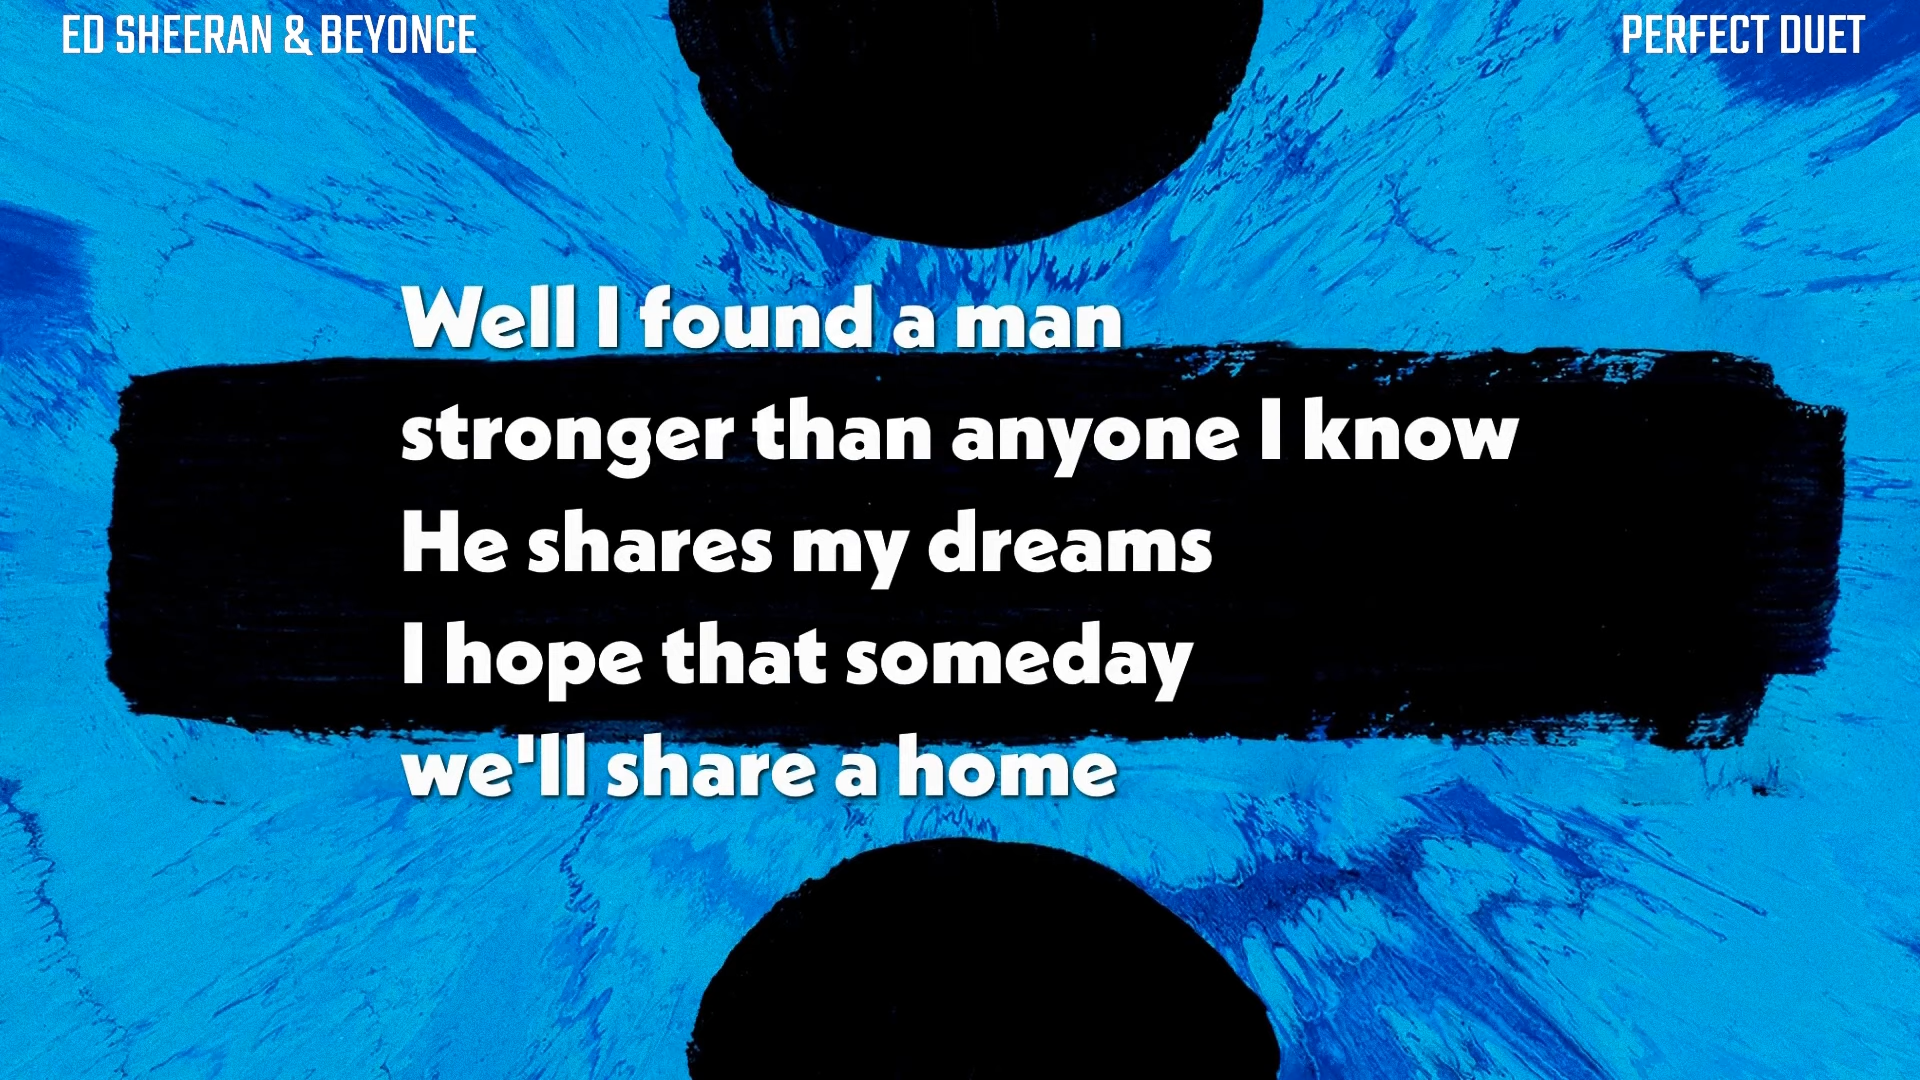 ED SHEERAN & BEYONCE
PERFECT DUET
Well I found a man
stronger than anyone I know
He shares my dreams
I hope that someday
we'll share a home